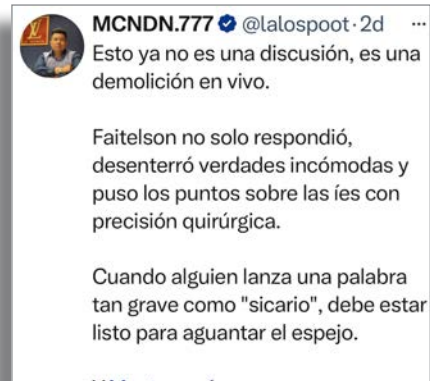 MCNDN.777 @lalospoot · 2d ...
Esto ya no es una discusión, es una
demolición en vivo.
Faitelson no solo respondió,
desenterró verdades incómodas y
puso los puntos sobre las íes con
precisión quirúrgica.
Cuando alguien lanza una palabra
tan grave como "sicario", debe estar
listo para aguantar el espejo.